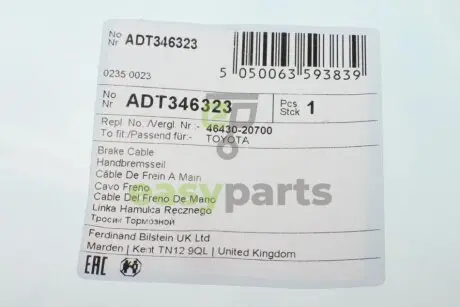 No
Nr ADT346323
5 050063 593839
0235 0023
No
Nr ADT346323
Pcs
Stck 1
Repl. No./Vergl. Nr.:- 46430-20700
To fit:/Passend für:- TOYOTA
Brake Cable
Handbremsseil
Câble De Frein A Main
Cavo Freno
Cable Del Freno De Mano
Linka Hamulca Ręcznego
Тросик Тормозной
easyparts
Ferdinand Bilstein UK Ltd
Marden | Kent TN12 9QL | United Kingdom
EAC